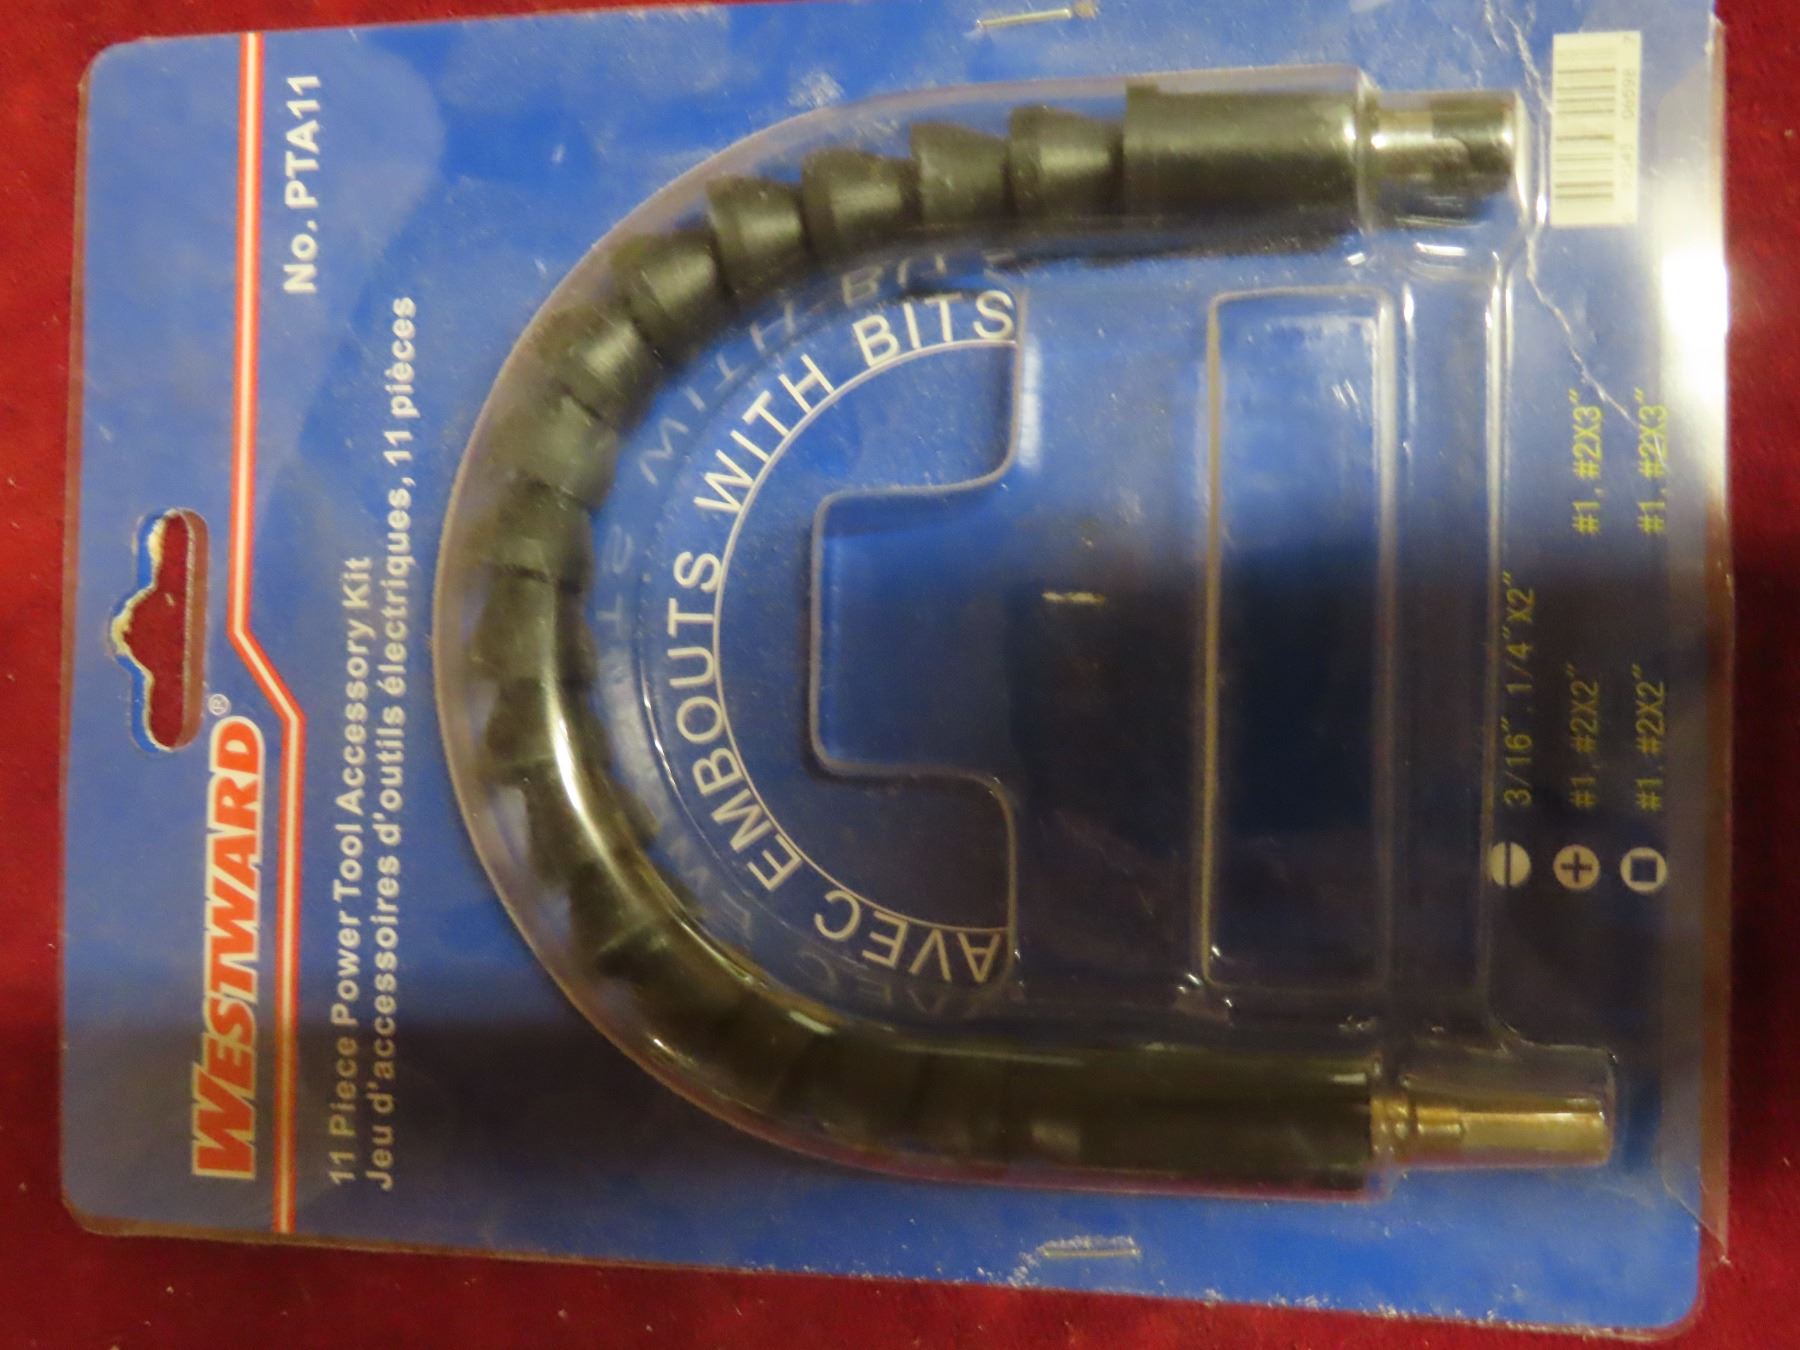 WESTWARD®
No. PTA11
11 Piece Power Tool Accessory Kit
Jeu d'accessoires d'outils électriques, 11 pièces
AVEC EMBOUTS WITH BITS
3/16", 1/4"X2"
#1, #2X2" #1, #2X3"
#1, #2X2" #1, #2X3"